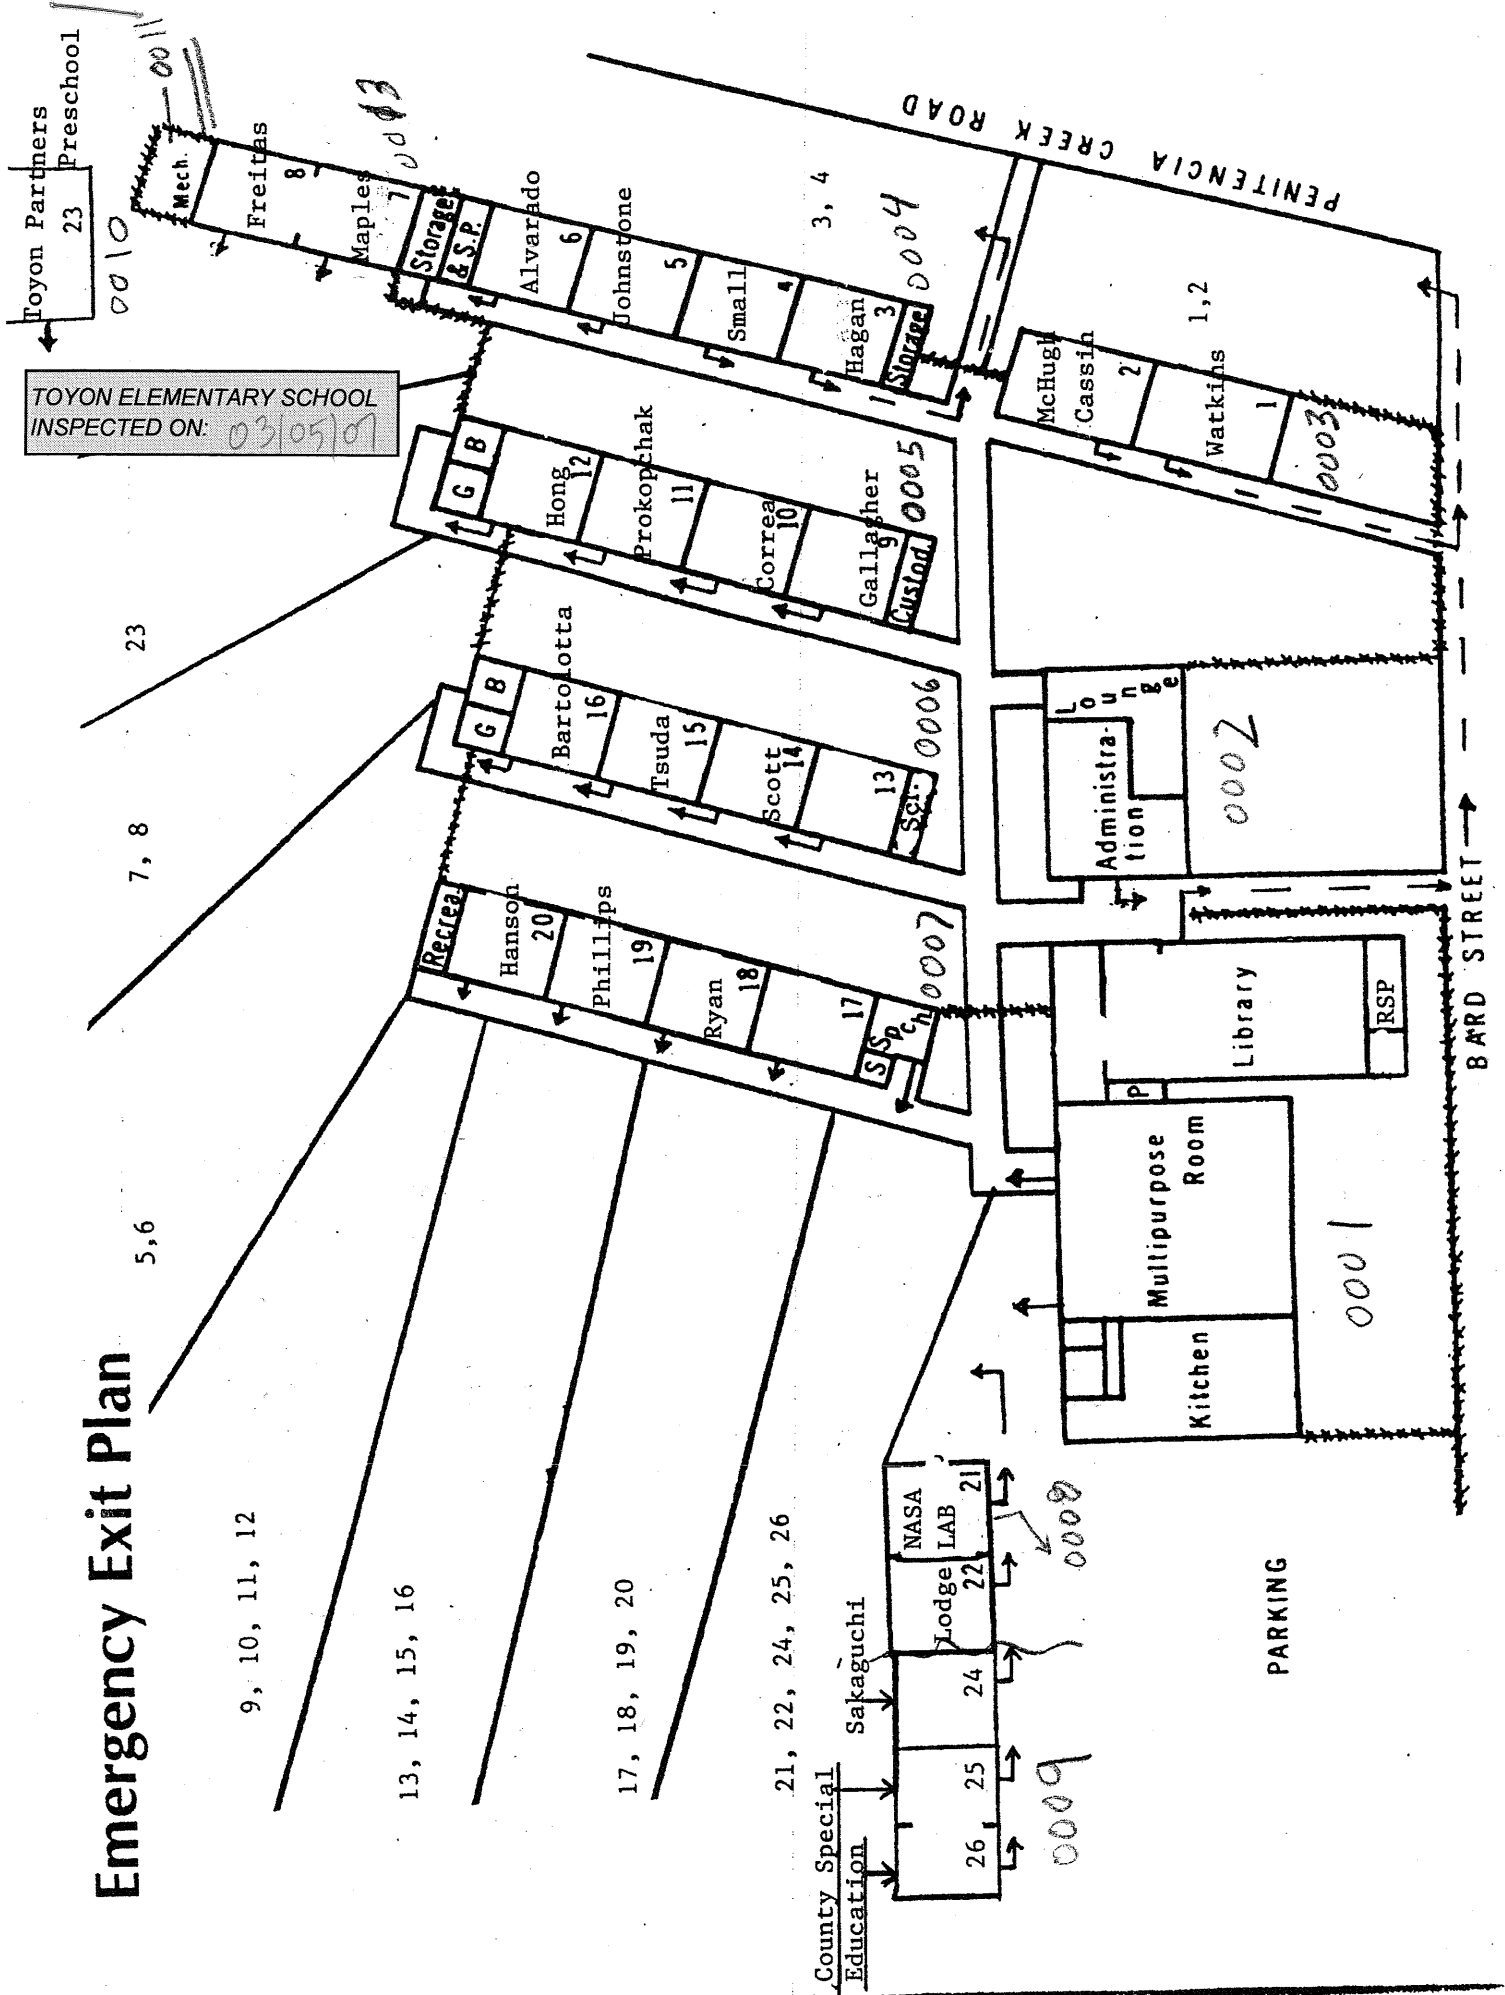 Emergency Exit Plan
Toyon Partners
23 Preschool
0010
TOYON ELEMENTARY SCHOOL
INSPECTED ON: 03/05/07
5,6
7, 8
23
9, 10, 11, 12
13, 14, 15, 16
17, 18, 19, 20
21, 22, 24, 25, 26
3, 4
1,2
Mech. 0011
Freitas
8
Maples
7
Storage
& S.P.
Alvarado
6
Johnstone
5
Small
4
Hagan
3
Storage
0004
PENITENCIA CREEK ROAD
McHugh
Cassin
2
Watkins
1
0003
G B
Hong
12
Prokopchak
11
Correa
10
Gallagher
9
Custod.
0005
G B
Bartolotta
16
Tsuda
15
Scott
14
13
Sci.
0006
Recrea.
Hanson
20
Phillips
19
Ryan
18
17
S Spch
0007
Lounge
Administra-
tion
0002
Library
RSP
P
Multipurpose
Room
Kitchen
0001
BARD STREET
NASA
LAB
21
Lodge
22
0008
Sakaguchi
24
County Special
Education
25
26
0009
PARKING